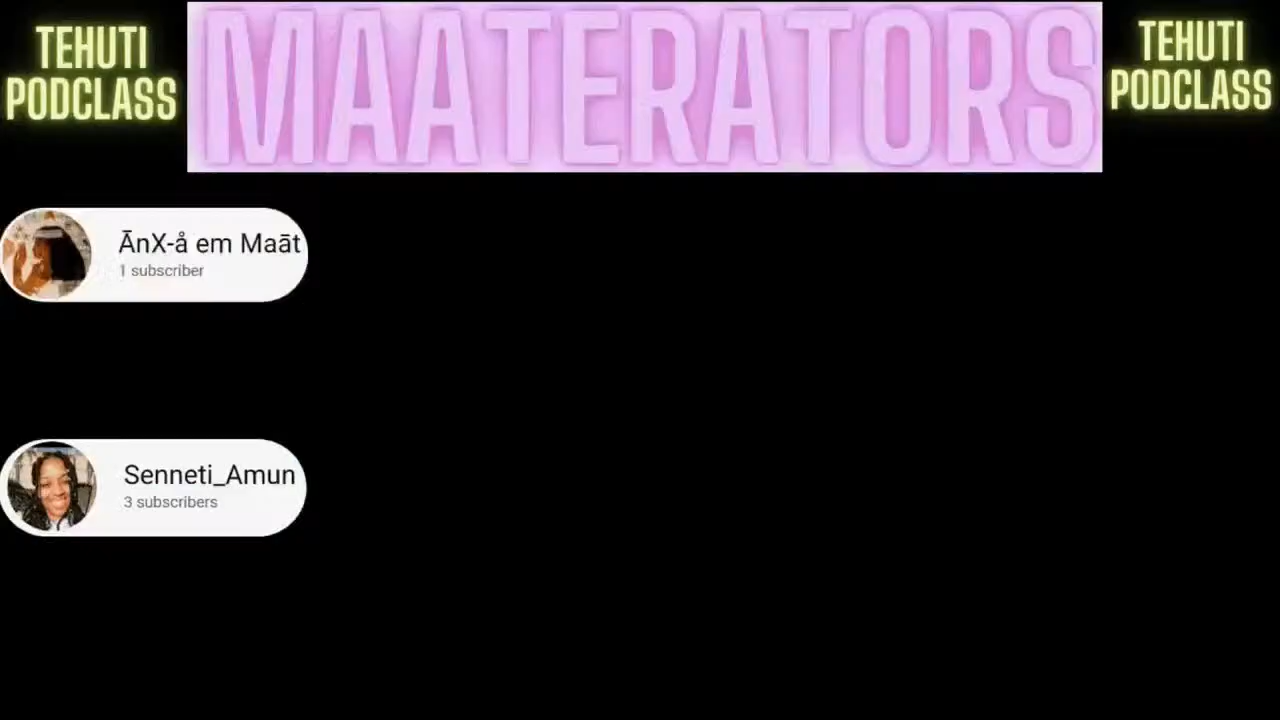 TEHUTI
PODCLASS
MAATERATORS
TEHUTI
PODCLASS
ĀnX-å em Maāt
1 subscriber
Senneti_Amun
3 subscribers